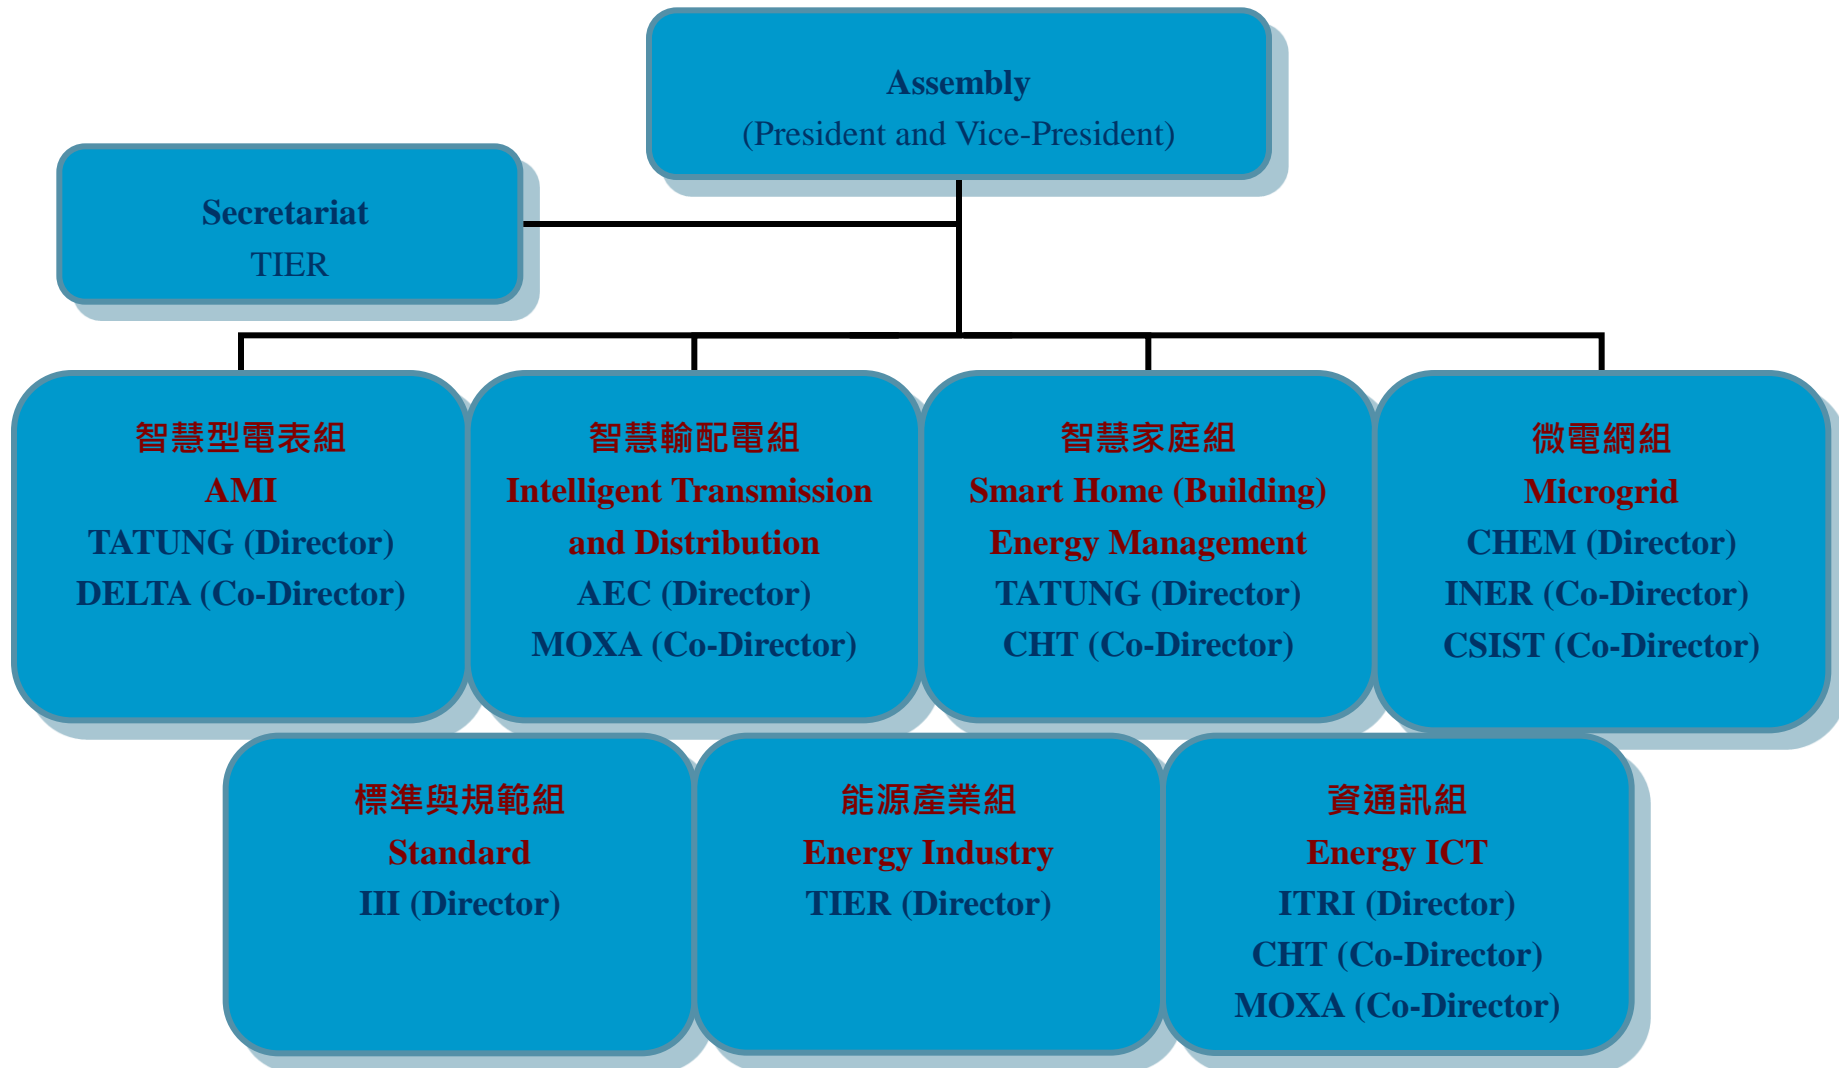 Assembly
(President and Vice-President)
Secretariat
TIER
智慧型電表組
AMI
TATUNG (Director)
DELTA (Co-Director)
智慧輸配電組
Intelligent Transmission
and Distribution
AEC (Director)
MOXA (Co-Director)
智慧家庭組
Smart Home (Building)
Energy Management
TATUNG (Director)
CHT (Co-Director)
微電網組
Microgrid
CHEM (Director)
INER (Co-Director)
CSIST (Co-Director)
標準與規範組
Standard
III (Director)
能源產業組
Energy Industry
TIER (Director)
資通訊組
Energy ICT
ITRI (Director)
CHT (Co-Director)
MOXA (Co-Director)